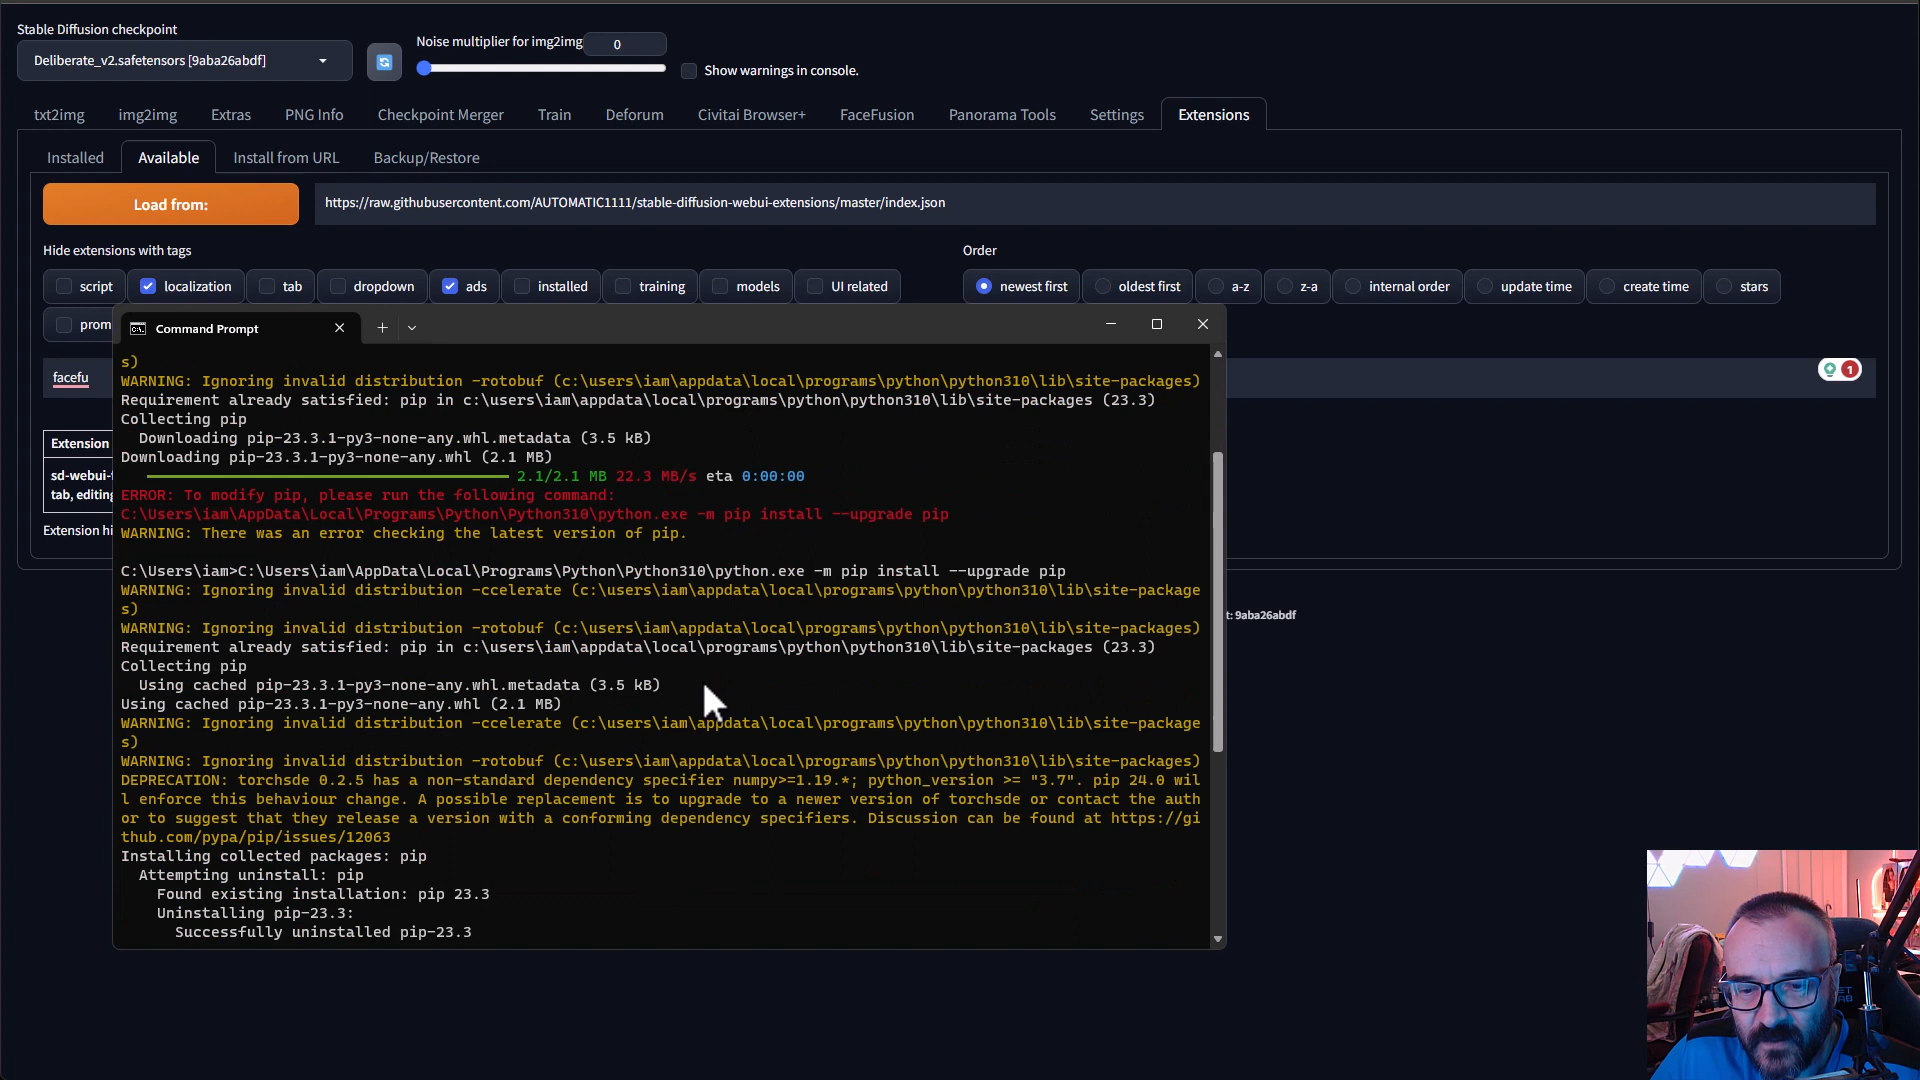 Stable Diffusion checkpoint
Deliberate_v2.safetensors [9aba26abdf]
Noise multiplier for img2img
0
Show warnings in console.
txt2img img2img Extras PNG Info Checkpoint Merger Train Deforum Civitai Browser+ FaceFusion Panorama Tools Settings Extensions
Installed Available Install from URL Backup/Restore
Load from:
https://raw.githubusercontent.com/AUTOMATIC1111/stable-diffusion-webui-extensions/master/index.json
Hide extensions with tags
Order
script localization tab dropdown ads installed training models UI related
newest first oldest first a-z z-a internal order update time create time stars
prom
Command Prompt
facefu
1
Extension
sd-webui-f
tab, editing
Extension hi
s)
WARNING: Ignoring invalid distribution -rotobuf (c:\users\iam\appdata\local\programs\python\python310\lib\site-packages)
Requirement already satisfied: pip in c:\users\iam\appdata\local\programs\python\python310\lib\site-packages (23.3)
Collecting pip
Downloading pip-23.3.1-py3-none-any.whl.metadata (3.5 kB)
Downloading pip-23.3.1-py3-none-any.whl (2.1 MB)
2.1/2.1 MB 22.3 MB/s eta 0:00:00
ERROR: To modify pip, please run the following command:
C:\Users\iam\AppData\Local\Programs\Python\Python310\python.exe -m pip install --upgrade pip
WARNING: There was an error checking the latest version of pip.
C:\Users\iam>C:\Users\iam\AppData\Local\Programs\Python\Python310\python.exe -m pip install --upgrade pip
WARNING: Ignoring invalid distribution -ccelerate (c:\users\iam\appdata\local\programs\python\python310\lib\site-package
s)
WARNING: Ignoring invalid distribution -rotobuf (c:\users\iam\appdata\local\programs\python\python310\lib\site-packages)
Requirement already satisfied: pip in c:\users\iam\appdata\local\programs\python\python310\lib\site-packages (23.3)
Collecting pip
Using cached pip-23.3.1-py3-none-any.whl.metadata (3.5 kB)
Using cached pip-23.3.1-py3-none-any.whl (2.1 MB)
WARNING: Ignoring invalid distribution -ccelerate (c:\users\iam\appdata\local\programs\python\python310\lib\site-package
s)
WARNING: Ignoring invalid distribution -rotobuf (c:\users\iam\appdata\local\programs\python\python310\lib\site-packages)
DEPRECATION: torchsde 0.2.5 has a non-standard dependency specifier numpy>=1.19.*; python_version >= "3.7". pip 24.0 wil
l enforce this behaviour change. A possible replacement is to upgrade to a newer version of torchsde or contact the auth
or to suggest that they release a version with a conforming dependency specifiers. Discussion can be found at https://gi
thub.com/pypa/pip/issues/12063
Installing collected packages: pip
Attempting uninstall: pip
Found existing installation: pip 23.3
Uninstalling pip-23.3:
Successfully uninstalled pip-23.3
t: 9aba26abdf